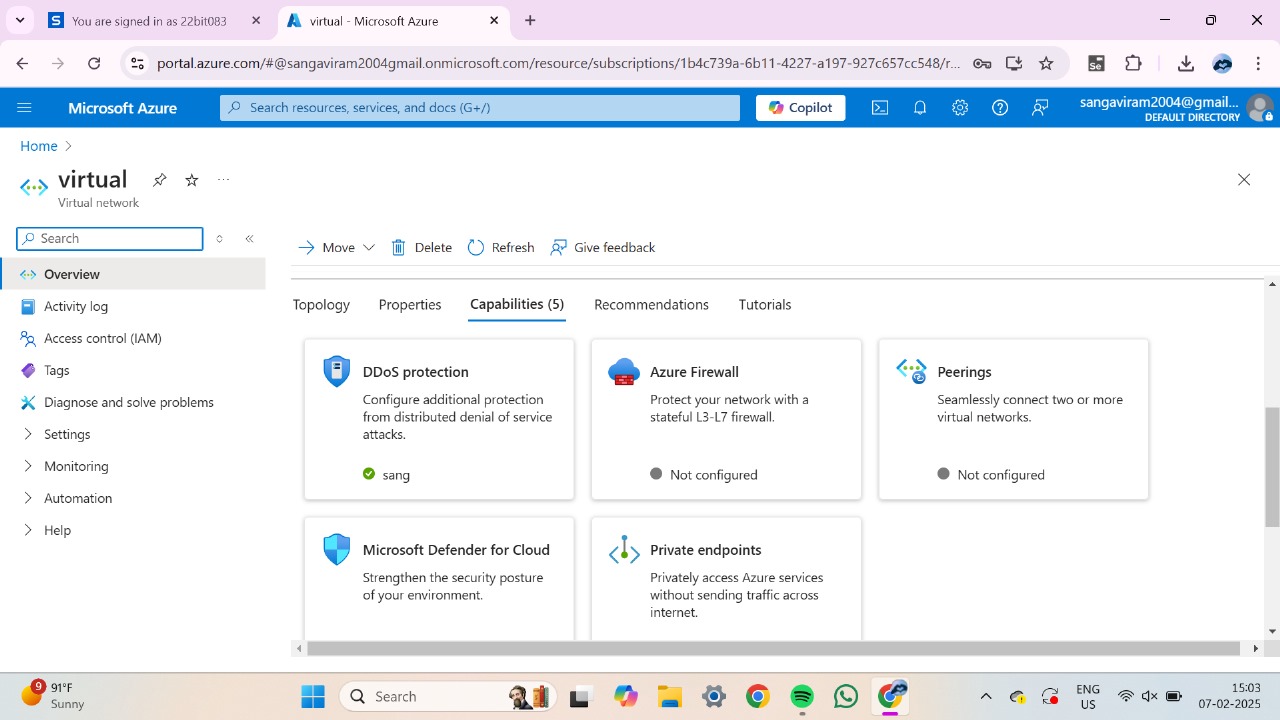 You are signed in as 22bit083
virtual - Microsoft Azure
portal.azure.com/#@sangaviram2004gmail.onmicrosoft.com/resource/subscriptions/1b4c739a-6b11-4227-a197-927c657cc548/r...
Microsoft Azure
Search resources, services, and docs (G+/)
Copilot
sangaviram2004@gmail...
DEFAULT DIRECTORY
Home
virtual
Virtual network
Search
Move
Delete
Refresh
Give feedback
Overview
Activity log
Access control (IAM)
Tags
Diagnose and solve problems
Settings
Monitoring
Automation
Help
Topology
Properties
Capabilities (5)
Recommendations
Tutorials
DDoS protection
Configure additional protection
from distributed denial of service
attacks.
sang
Azure Firewall
Protect your network with a
stateful L3-L7 firewall.
Not configured
Peerings
Seamlessly connect two or more
virtual networks.
Not configured
Microsoft Defender for Cloud
Strengthen the security posture
of your environment.
Private endpoints
Privately access Azure services
without sending traffic across
internet.
9
91°F
Sunny
Search
ENG
US
15:03
07-02-2025